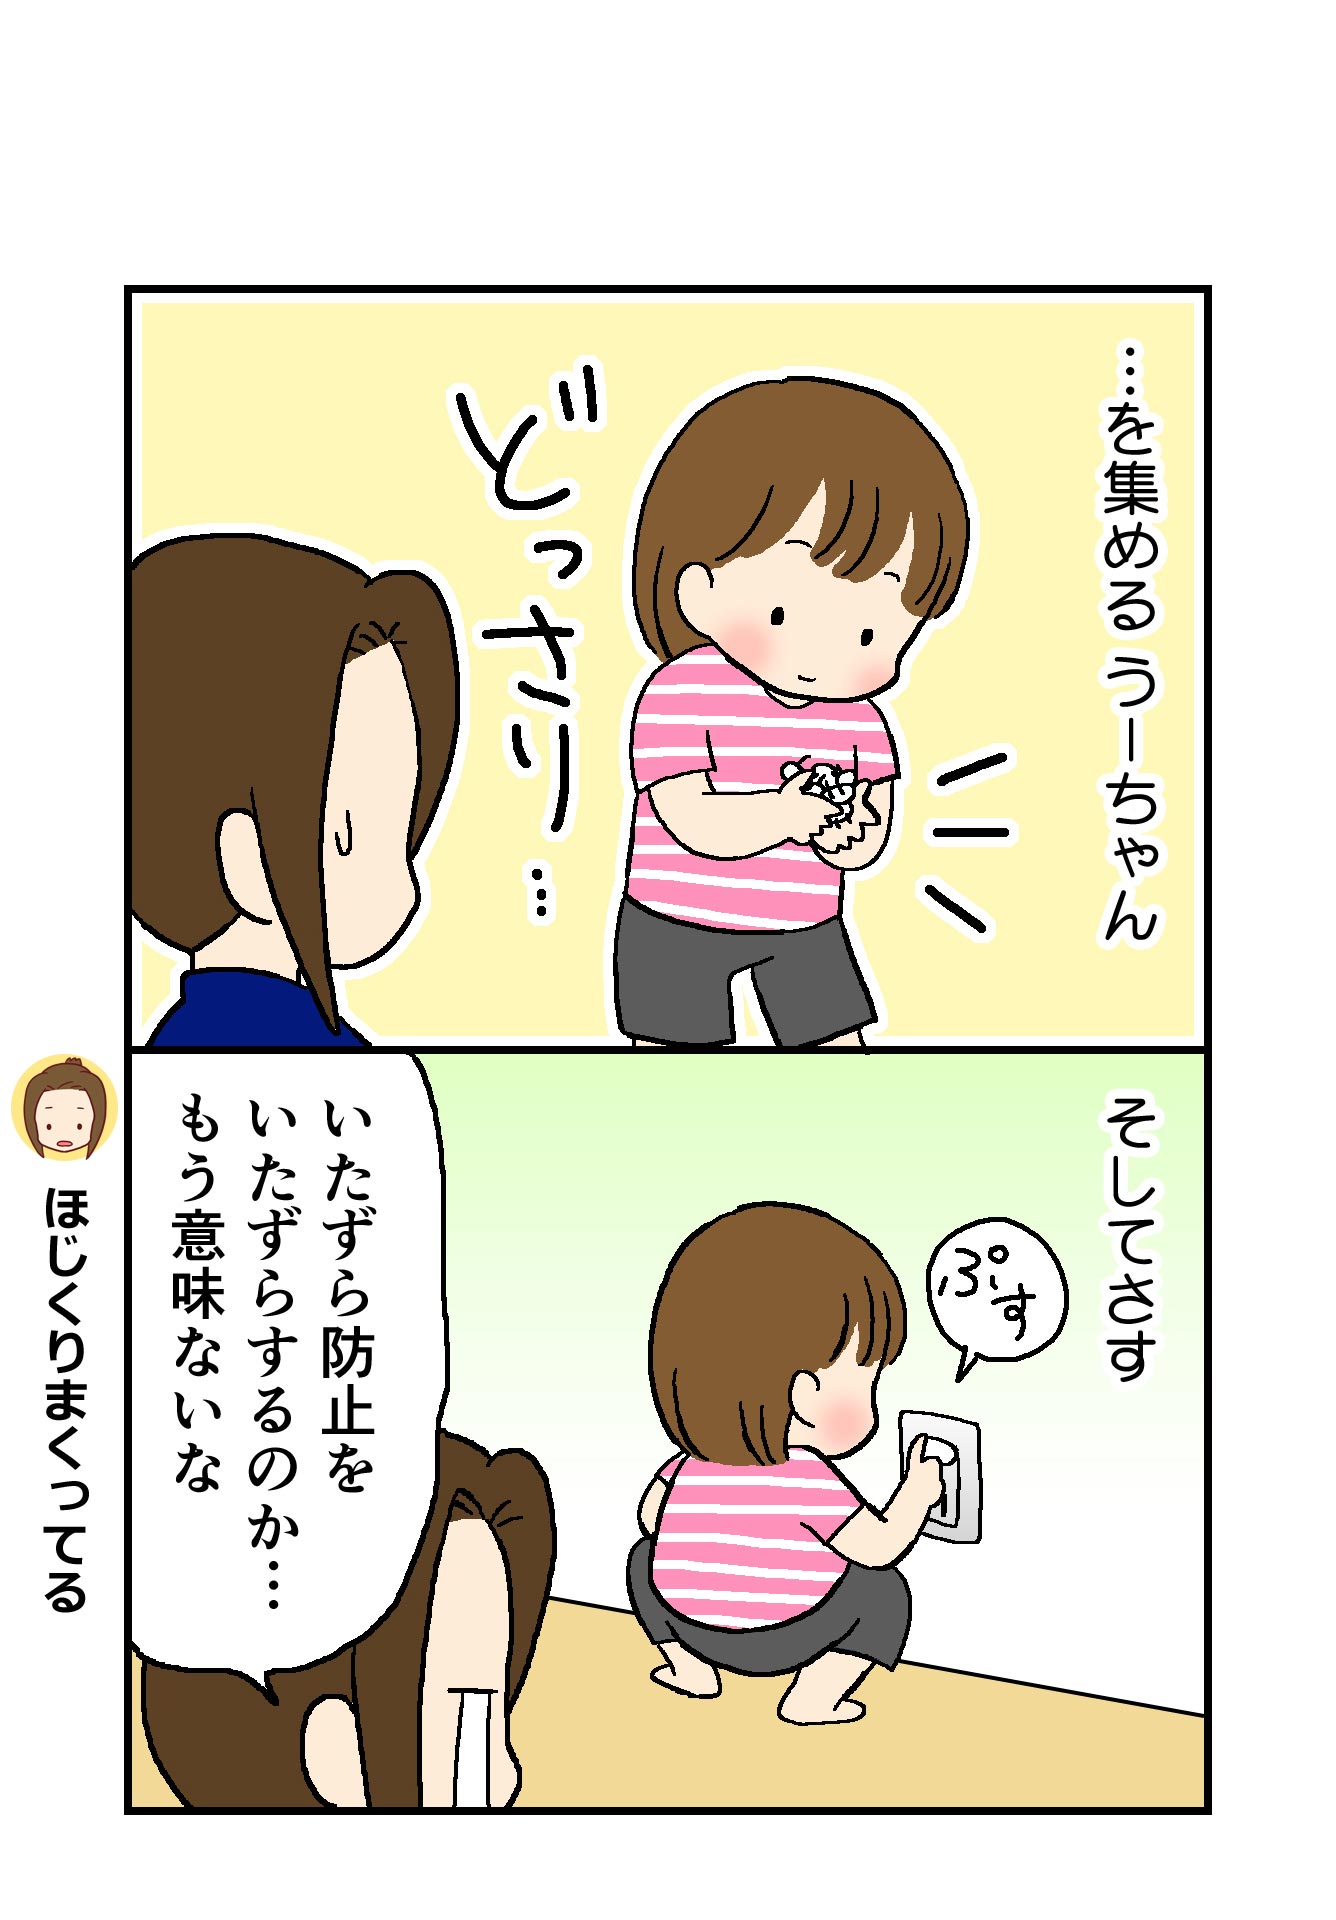 …を集める うーちゃん
どっさり…
そしてさす
ぷす
いたずら防止を
いたずらするのか…
もう意味ないな
ほじくりまくってる